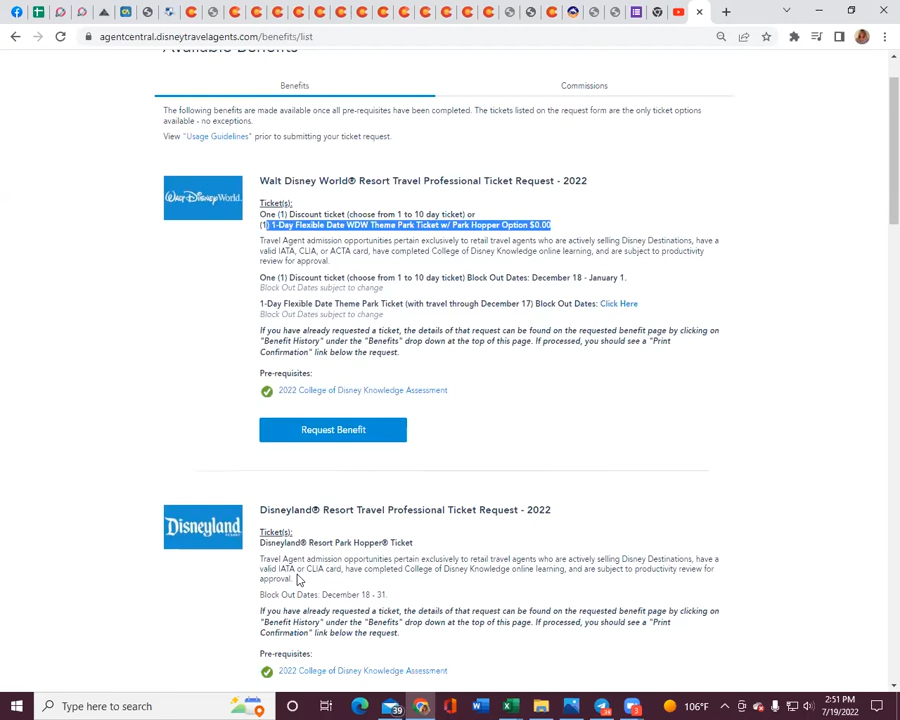 agentcentral.disneytravelagents.com/benefits/list
Available Benefits
Benefits
Commissions
The following benefits are made available once all pre-requisites have been completed. The tickets listed on the request form are the only ticket options
available - no exceptions.
View "Usage Guidelines" prior to submitting your ticket request.
Walt Disney World
Walt Disney World® Resort Travel Professional Ticket Request - 2022
Ticket(s):
One (1) Discount ticket (choose from 1 to 10 day ticket) or
(1) 1-Day Flexible Date WDW Theme Park Ticket w/ Park Hopper Option $0.00
Travel Agent admission opportunities pertain exclusively to retail travel agents who are actively selling Disney Destinations, have a
valid IATA, CLIA, or ACTA card, have completed College of Disney Knowledge online learning, and are subject to productivity
review for approval.
One (1) Discount ticket (choose from 1 to 10 day ticket) Block Out Dates: December 18 - January 1.
Block Out Dates subject to change
1-Day Flexible Date Theme Park Ticket (with travel through December 17) Block Out Dates: Click Here
Block Out Dates subject to change
If you have already requested a ticket, the details of that request can be found on the requested benefit page by clicking on
"Benefit History" under the "Benefits" drop down at the top of this page. If processed, you should see a "Print
Confirmation" link below the request.
Pre-requisites:
2022 College of Disney Knowledge Assessment
Request Benefit
Disneyland
RESORT
Disneyland® Resort Travel Professional Ticket Request - 2022
Ticket(s):
Disneyland® Resort Park Hopper® Ticket
Travel Agent admission opportunities pertain exclusively to retail travel agents who are actively selling Disney Destinations, have a
valid IATA or CLIA card, have completed College of Disney Knowledge online learning, and are subject to productivity review for
approval.
Block Out Dates: December 18 - 31.
If you have already requested a ticket, the details of that request can be found on the requested benefit page by clicking on
"Benefit History" under the "Benefits" drop down at the top of this page. If processed, you should see a "Print
Confirmation" link below the request.
Pre-requisites:
2022 College of Disney Knowledge Assessment
Type here to search
39
106°F
2:51 PM
7/19/2022